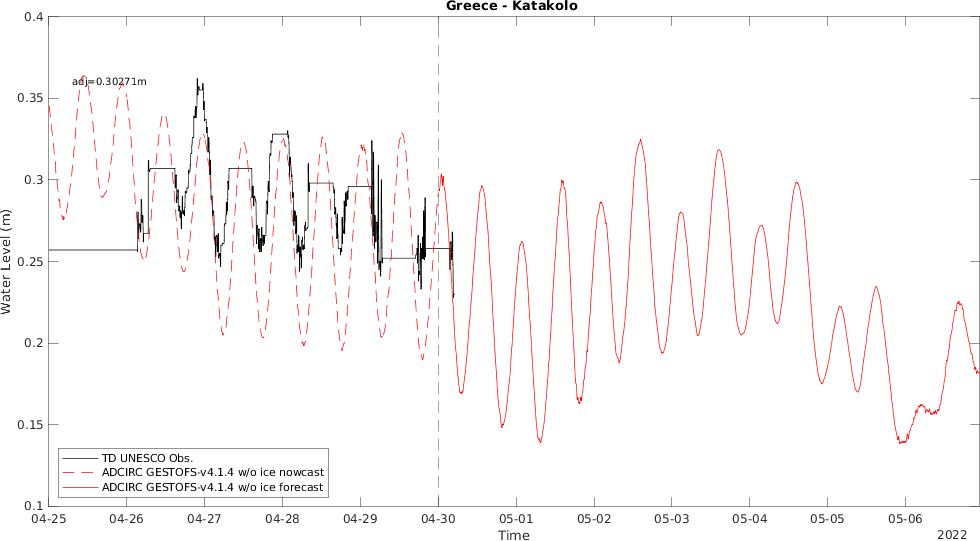 Greece - Katakolo
0.4
adj=0.30271m
0.35
0.3
0.25
0.2
0.15
0.1
Water Level (m)
TD UNESCO Obs.
ADCIRC GESTOFS-v4.1.4 w/o ice nowcast
ADCIRC GESTOFS-v4.1.4 w/o ice forecast
04-25 04-26 04-27 04-28 04-29 04-30 05-01 05-02 05-03 05-04 05-05 05-06
Time
2022